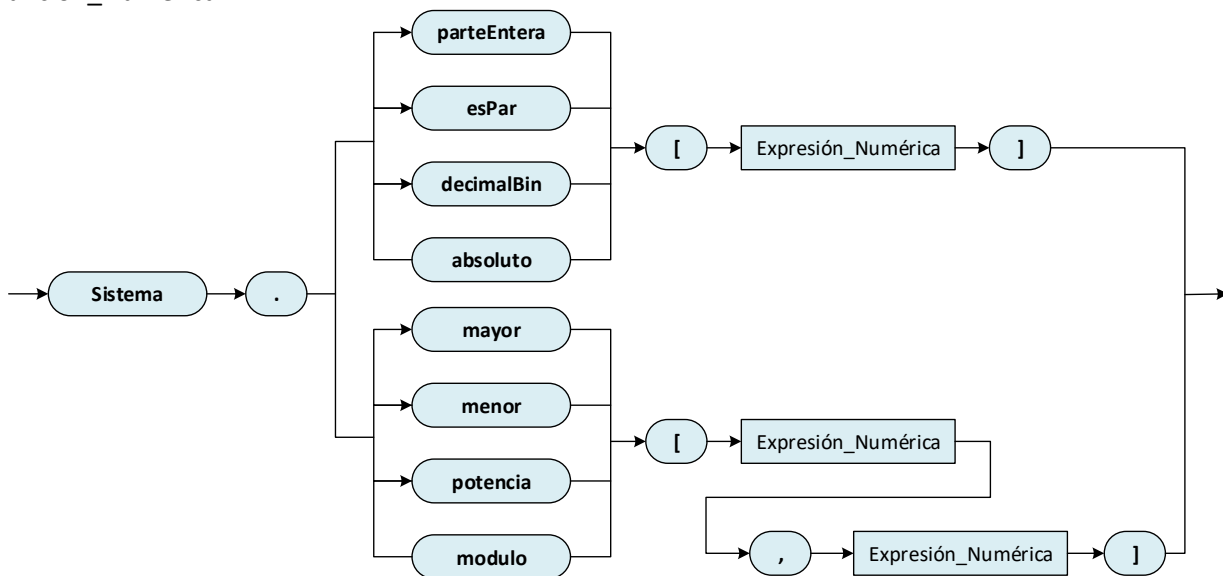 parteEntera
esPar
[ Expresión_Numérica ]
decimalBin
absoluto
Sistema .
mayor
menor
[ Expresión_Numérica
potencia
modulo
, Expresión_Numérica ]